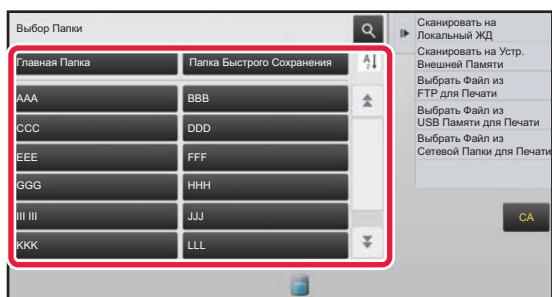 Выбор Папки
Главная Папка
Папка Быстрого Сохранения
AAA
BBB
CCC
DDD
EEE
FFF
GGG
HHH
III III
JJJ
KKK
LLL
Сканировать на
Локальный ЖД
Сканировать на Устр.
Внешней Памяти
Выбрать Файл из
FTP для Печати
Выбрать Файл из
USB Памяти для Печати
Выбрать Файл из
Сетевой Папки для Печати
CA